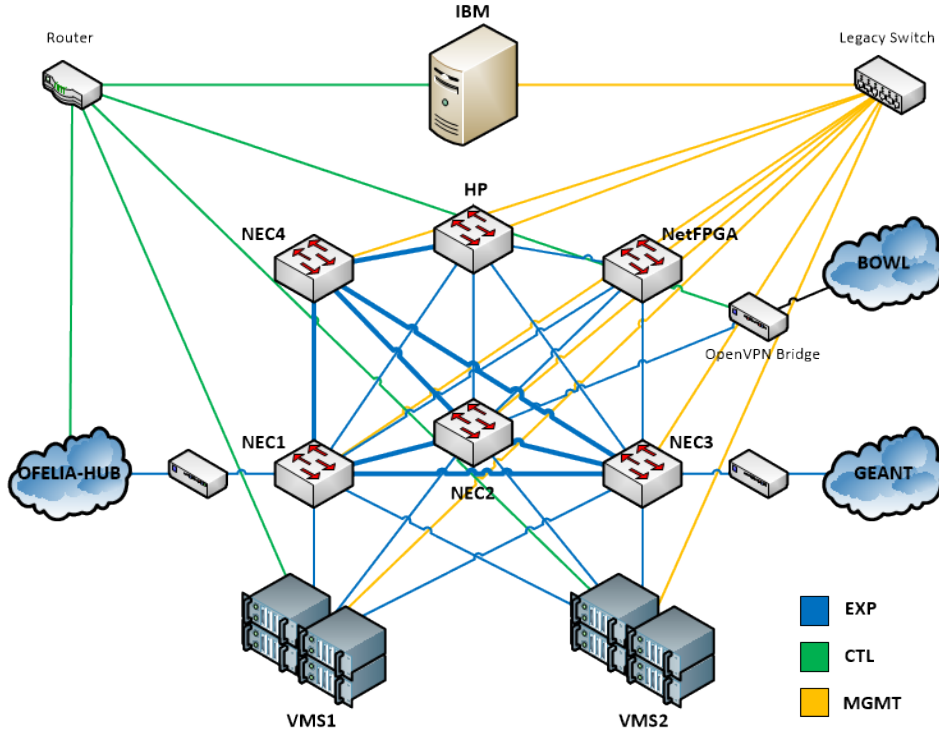 IBM
Router
Legacy Switch
HP
NEC4
NetFPGA
BOWL
OpenVPN Bridge
NEC1
NEC3
OFELIA-HUB
GEANT
NEC2
EXP
CTL
MGMT
VMS1
VMS2